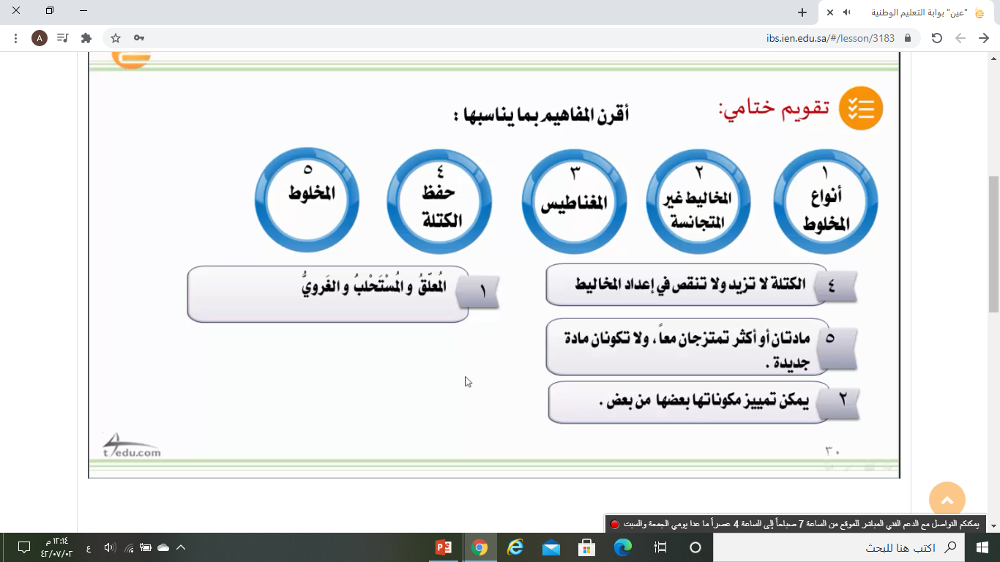 "عين" بوابة التعليم الوطنية
ibs.ien.edu.sa/#/lesson/3183
A
تقويم ختامي:
أقرن المفاهيم بما يناسبها :
١
أنواع
المخلوط
٢
المخاليط غير
المتجانسة
٣
المغناطيس
٤
حفظ
الكتلة
٥
المخلوط
٤
الكتلة لا تزيد ولا تنقص في إعداد المخاليط
١
المُعلّقُ و المُسْتَحْلبُ و الغَرويُّ
٥
مادتان أو أكثر تمتزجان معاً ، ولا تكونان مادة
جديدة .
٢
يمكن تمييز مكوناتها بعضها من بعض .
t4edu.com
٣٠
يمكنكم التواصل مع الدعم الفني المباشر للموقع من الساعة 7 صباحاً إلى الساعة 4 عصراً ما عدا يومي الجمعة والسبت
اكتب هنا للبحث
ع
١٢:١٤ م
٤٢/٠٧/٠٢